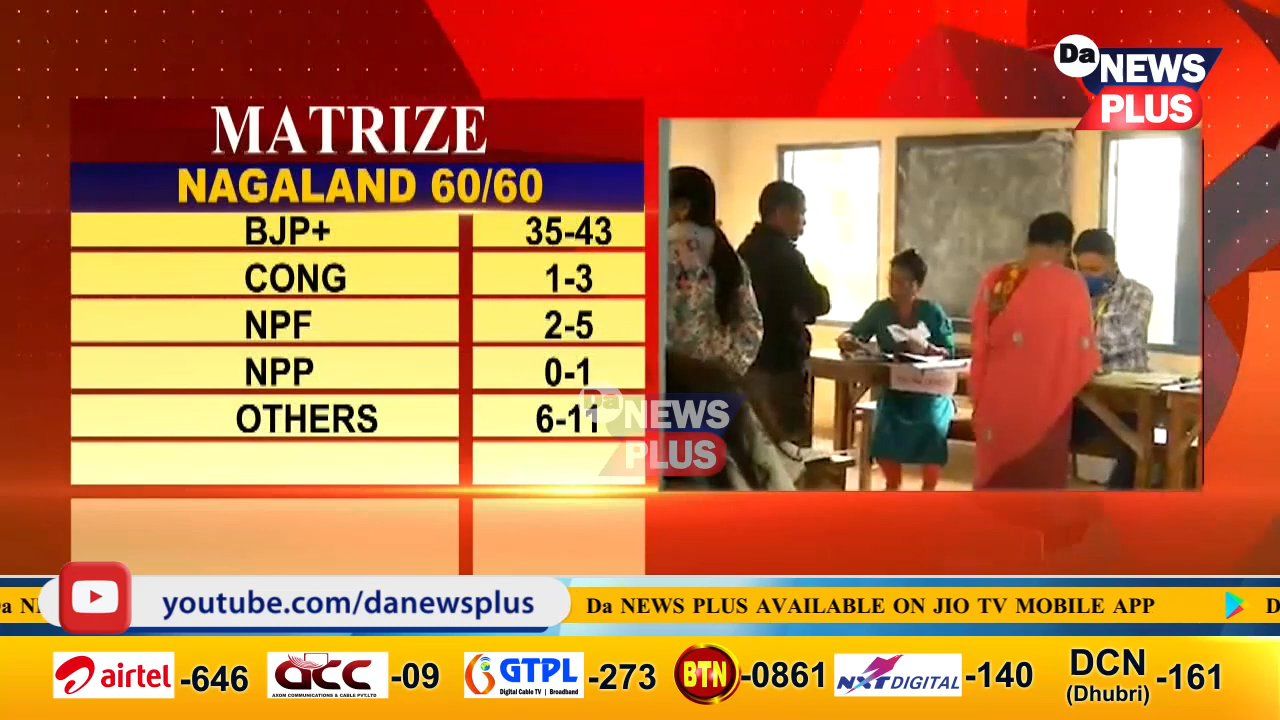 Da NEWS
PLUS
MATRIZE
NAGALAND 60/60
BJP+ 35-43
CONG 1-3
NPF 2-5
NPP 0-1
OTHERS 6-11
Da NEWS
PLUS
youtube.com/danewsplus
Da NEWS PLUS AVAILABLE ON JIO TV MOBILE APP
airtel -646
ACC -09
AXON COMMUNICATIONS & CABLE PVT.LTD
GTPL -273
Digital Cable TV | Broadband
BTN -0861
NXT DIGITAL -140
DCN
(Dhubri) -161